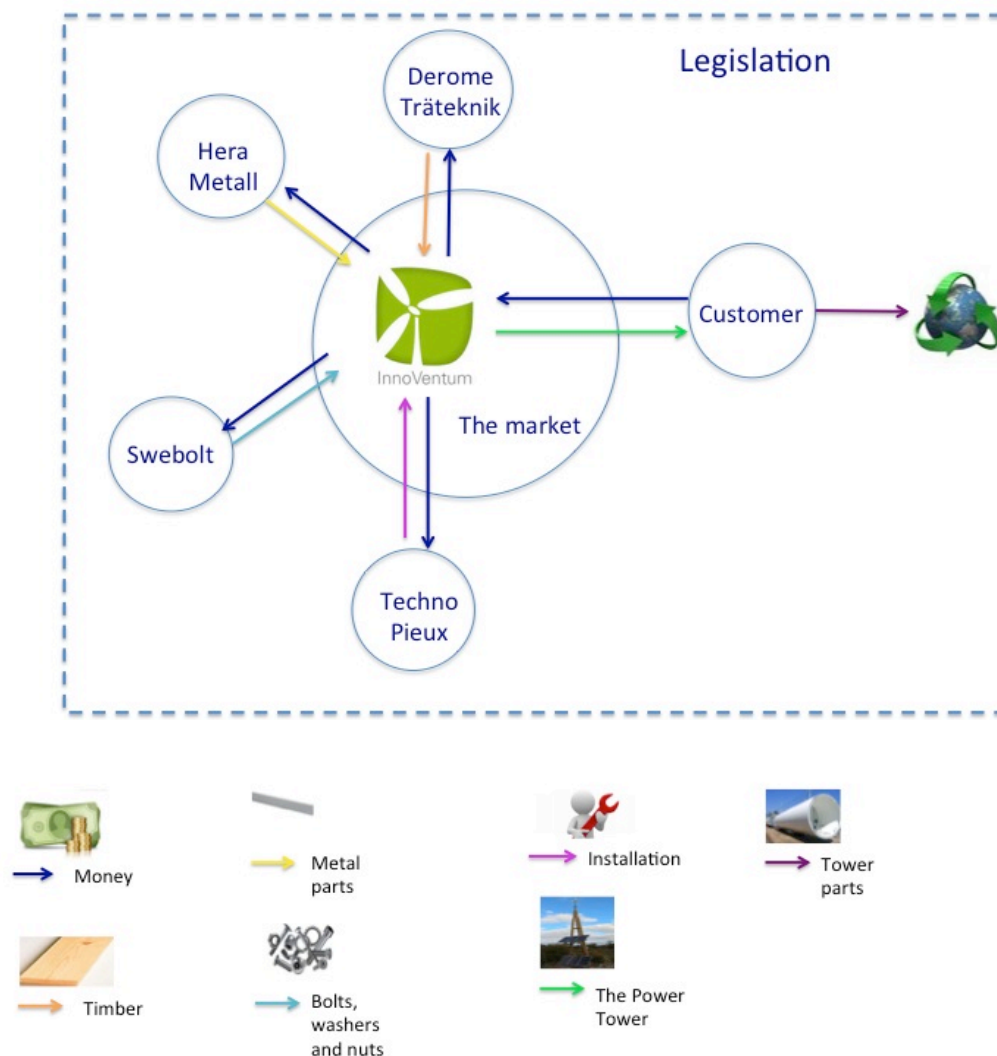 Legislation
Derome
Träteknik
Hera
Metall
Customer
InnoVentum
The market
Swebolt
Techno
Pieux
Money
Metal
parts
Installation
Tower
parts
Timber
Bolts,
washers
and nuts
The Power
Tower